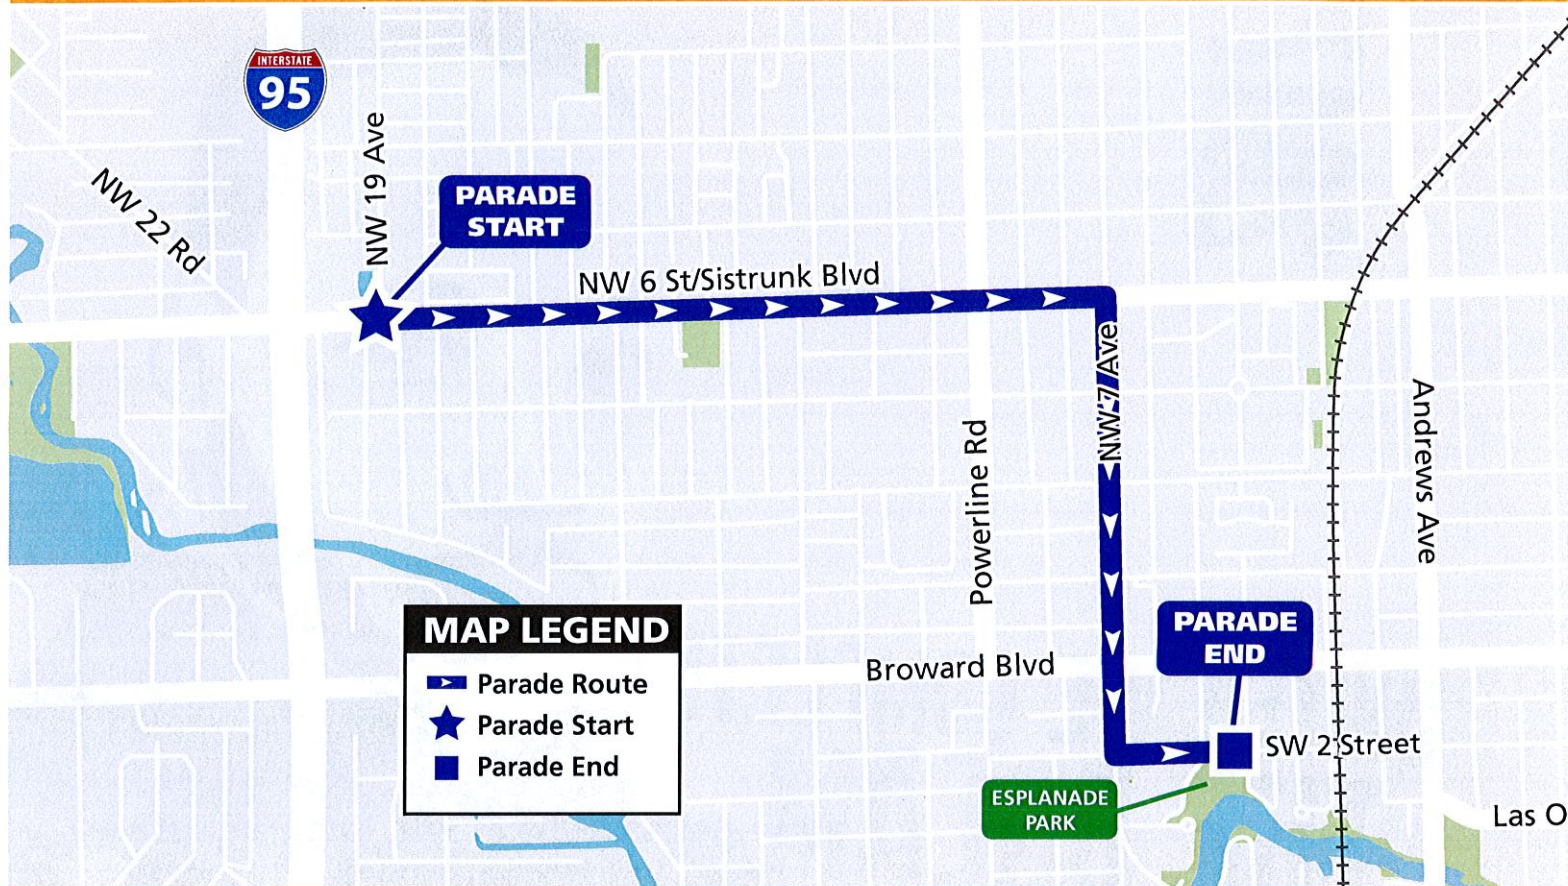 INTERSTATE
95
NW 19 Ave
NW 22 Rd
PARADE
START
NW 6 St/Sistrunk Blvd
NW 7 Ave
Powerline Rd
Andrews Ave
MAP LEGEND
Parade Route
Parade Start
Parade End
Broward Blvd
PARADE
END
SW 2 Street
ESPLANADE
PARK
Las O